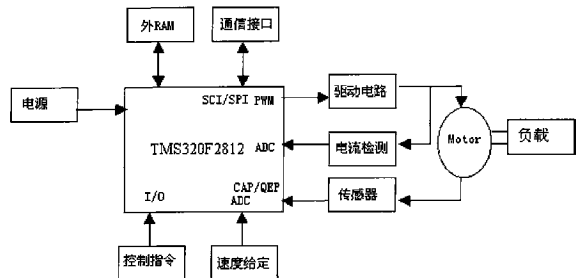 外RAM
通信接口
电源
SCI/SPI PWM
驱动电路
TMS320F2812
ADC
电流检测
Motor
负载
CAP/QEP
I/O
ADC
传感器
控制指令
速度给定